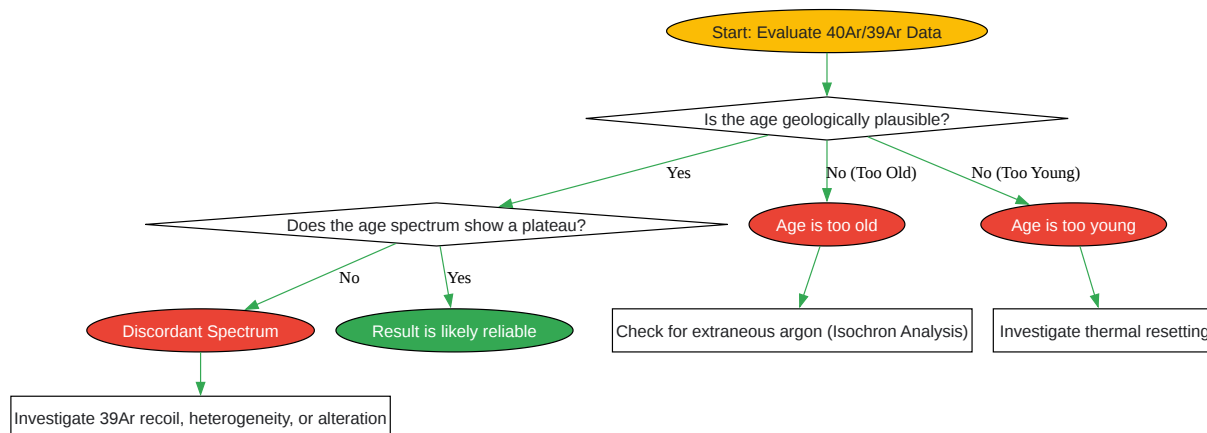 Start: Evaluate 40Ar/39Ar Data
Is the age geologically plausible?
Yes
No (Too Old)
No (Too Young)
Does the age spectrum show a plateau?
Age is too old
Age is too young
No
Yes
Discordant Spectrum
Result is likely reliable
Check for extraneous argon (Isochron Analysis)
Investigate thermal resetting
Investigate 39Ar recoil, heterogeneity, or alteration